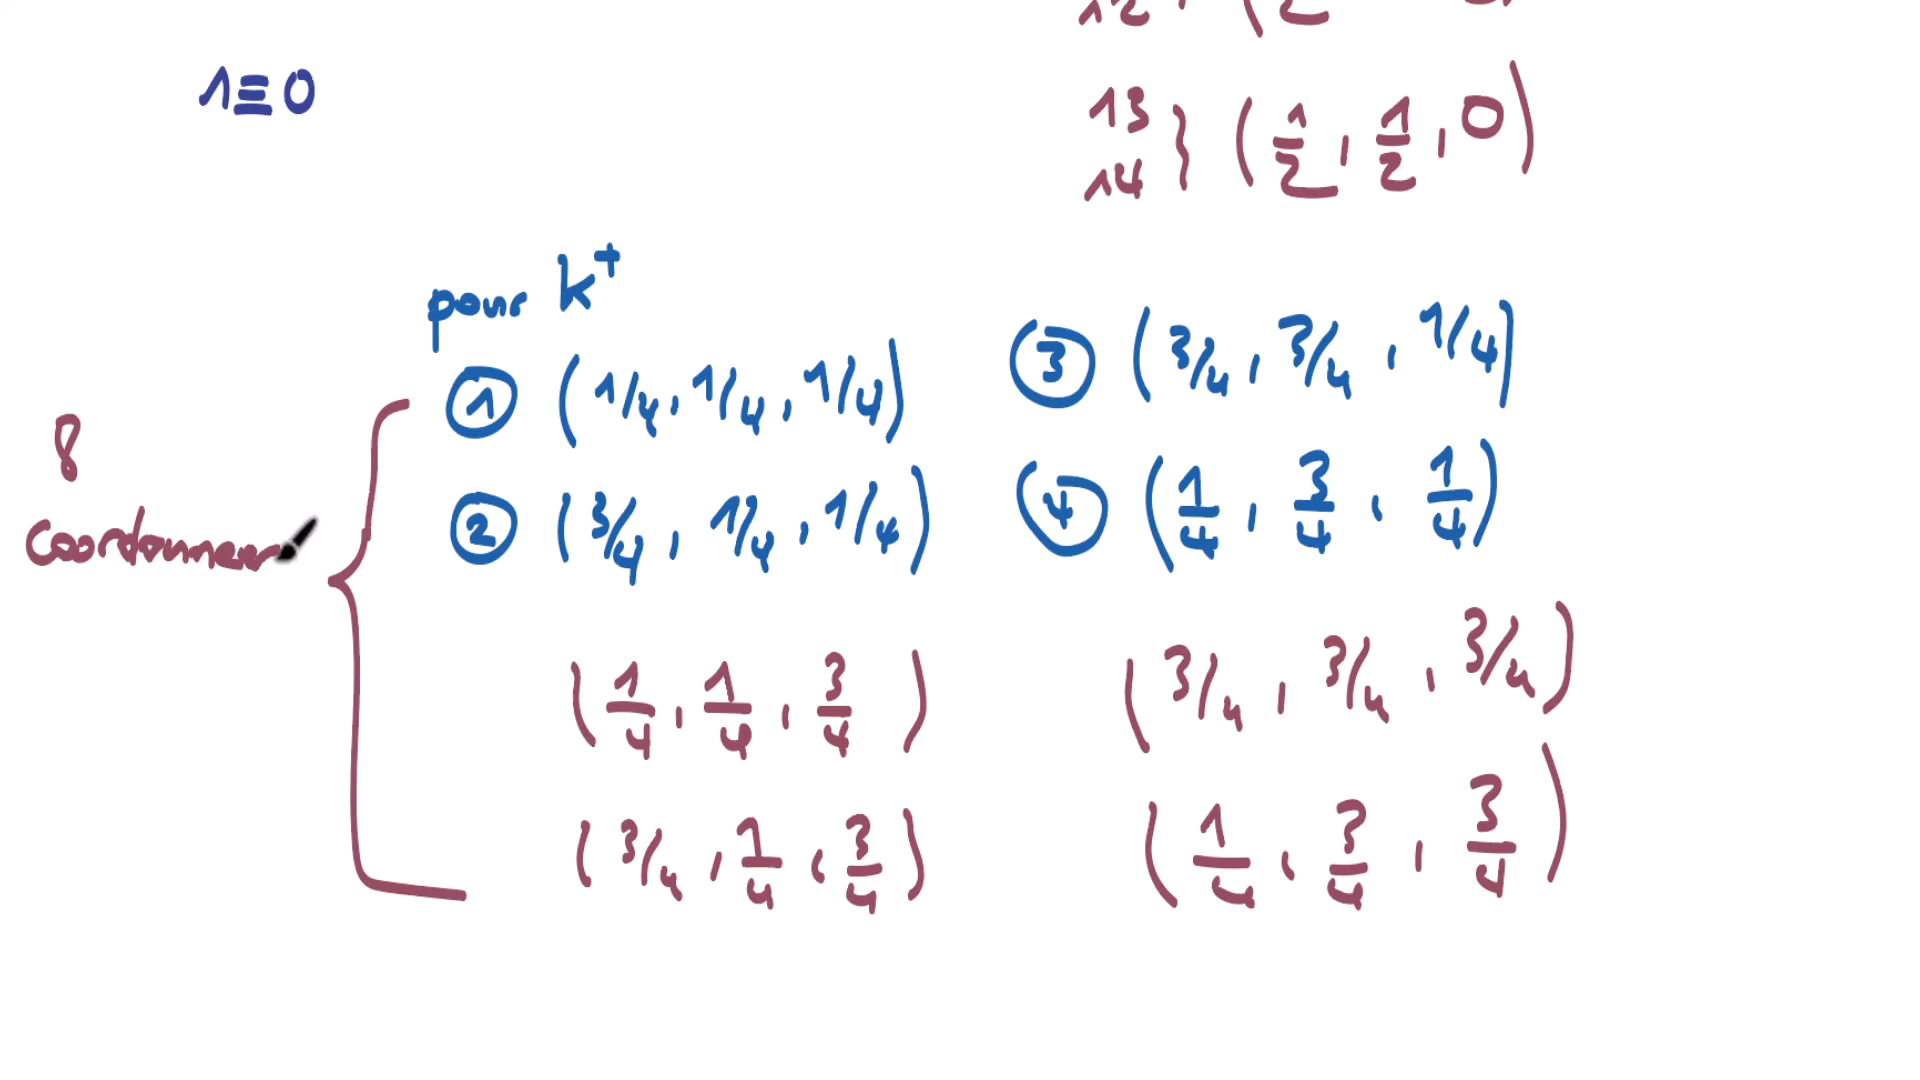 12 ,
1≡0
13
14 } (1/2, 1/2, 0)
pour K⁺
① (1/4, 1/4, 1/4)
② (3/4, 1/4, 1/4)
③ (3/4, 3/4, 1/4)
④ (1/4, 3/4, 1/4)
8
coordonneer
(1/4, 1/4, 3/4)
(3/4, 1/4, 3/4)
(3/4, 3/4, 3/4)
(1/4, 3/4, 3/4)